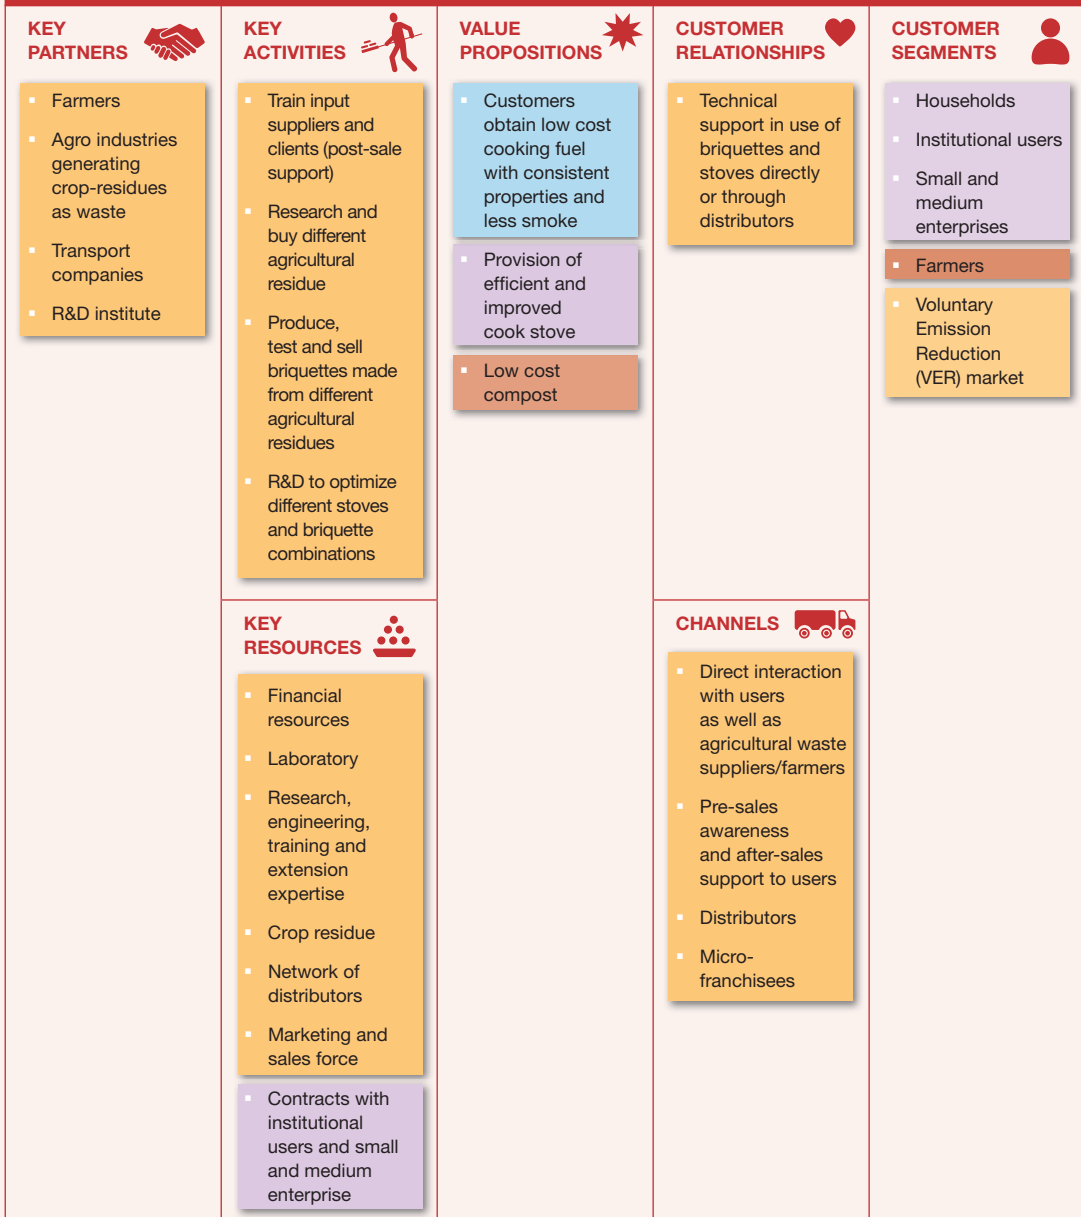 KEY
PARTNERS
Farmers
Agro industries
generating
crop-residues
as waste
Transport
companies
R&D institute
KEY
ACTIVITIES
Train input
suppliers and
clients (post-sale
support)
Research and
buy different
agricultural
residue
Produce,
test and sell
briquettes made
from different
agricultural
residues
R&D to optimize
different stoves
and briquette
combinations
KEY
RESOURCES
Financial
resources
Laboratory
Research,
engineering,
training and
extension
expertise
Crop residue
Network of
distributors
Marketing and
sales force
Contracts with
institutional
users and small
and medium
enterprise
VALUE
PROPOSITIONS
Customers
obtain low cost
cooking fuel
with consistent
properties and
less smoke
Provision of
efficient and
improved
cook stove
Low cost
compost
CUSTOMER
RELATIONSHIPS
Technical
support in use of
briquettes and
stoves directly
or through
distributors
CHANNELS
Direct interaction
with users
as well as
agricultural waste
suppliers/farmers
Pre-sales
awareness
and after-sales
support to users
Distributors
Micro-
franchisees
CUSTOMER
SEGMENTS
Households
Institutional users
Small and
medium
enterprises
Farmers
Voluntary
Emission
Reduction
(VER) market